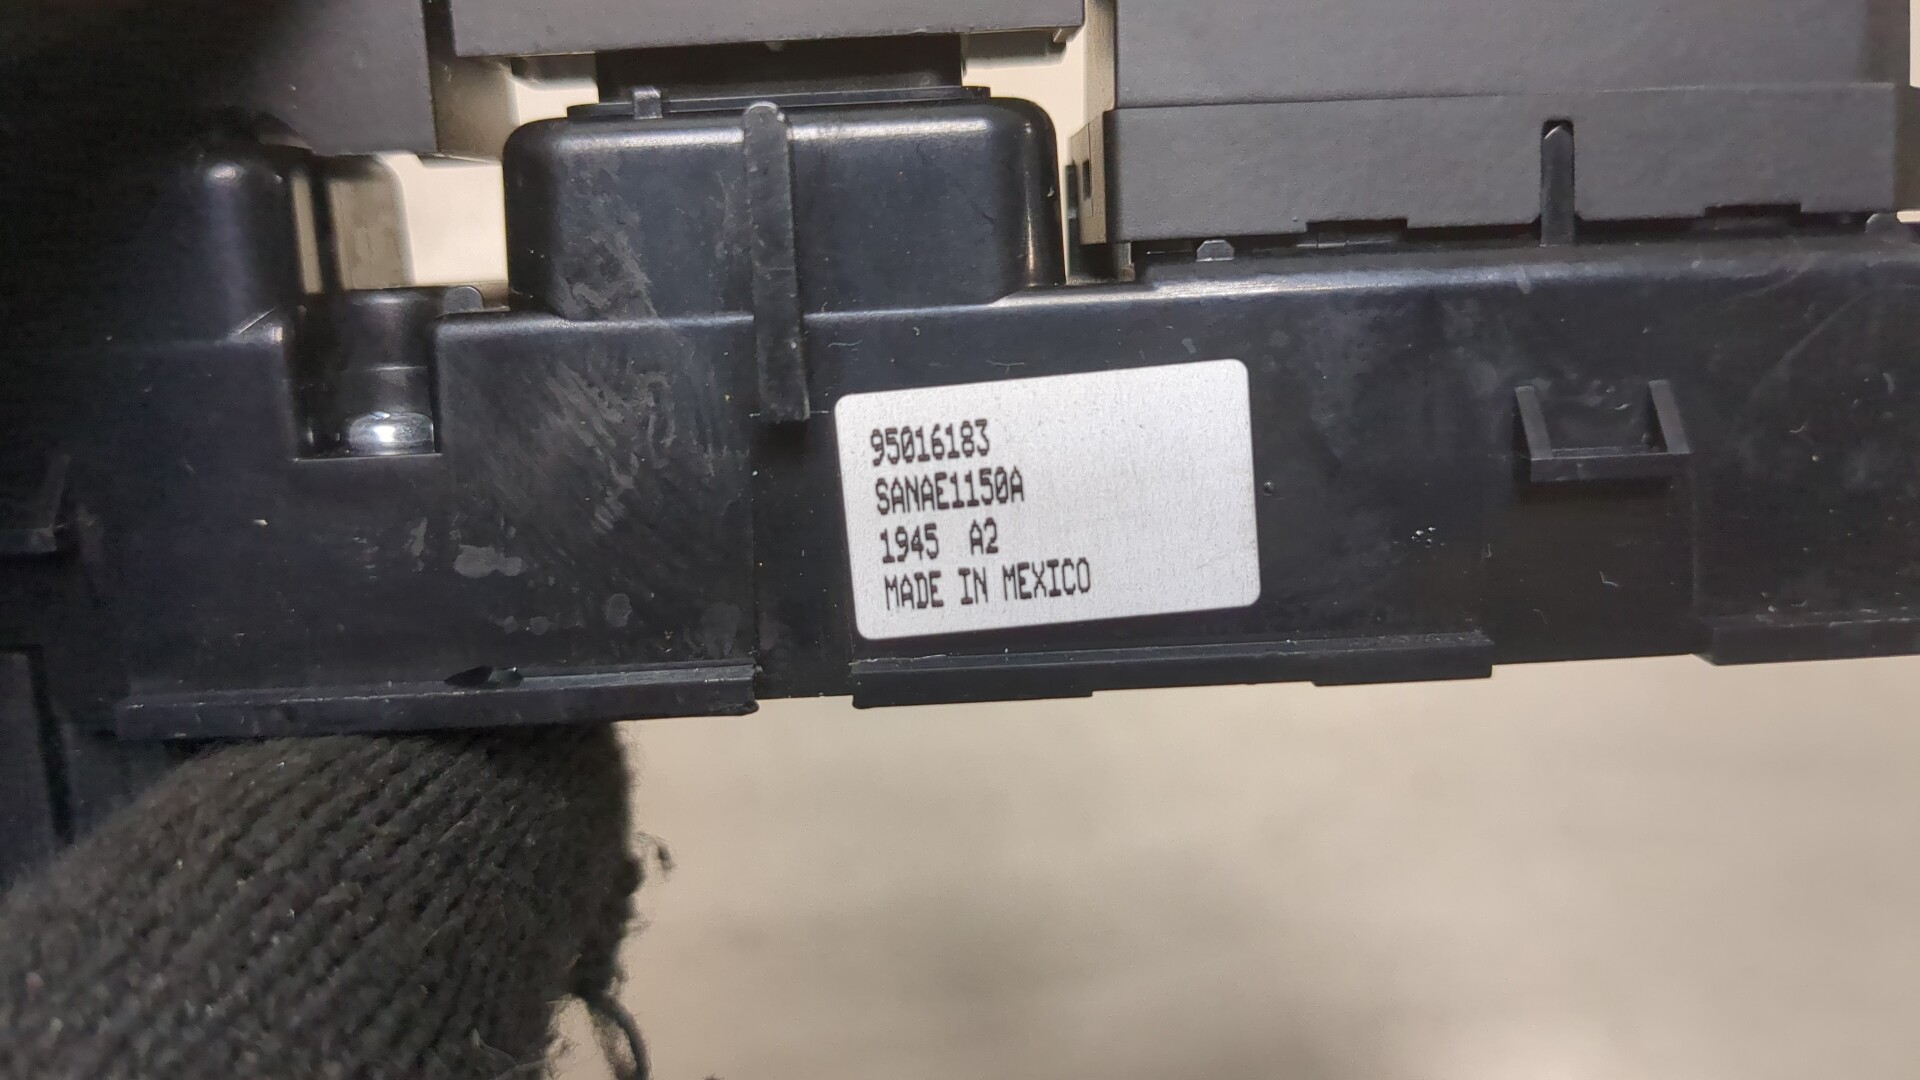 95016183
SANAE1150A
1945 A2
MADE IN MEXICO